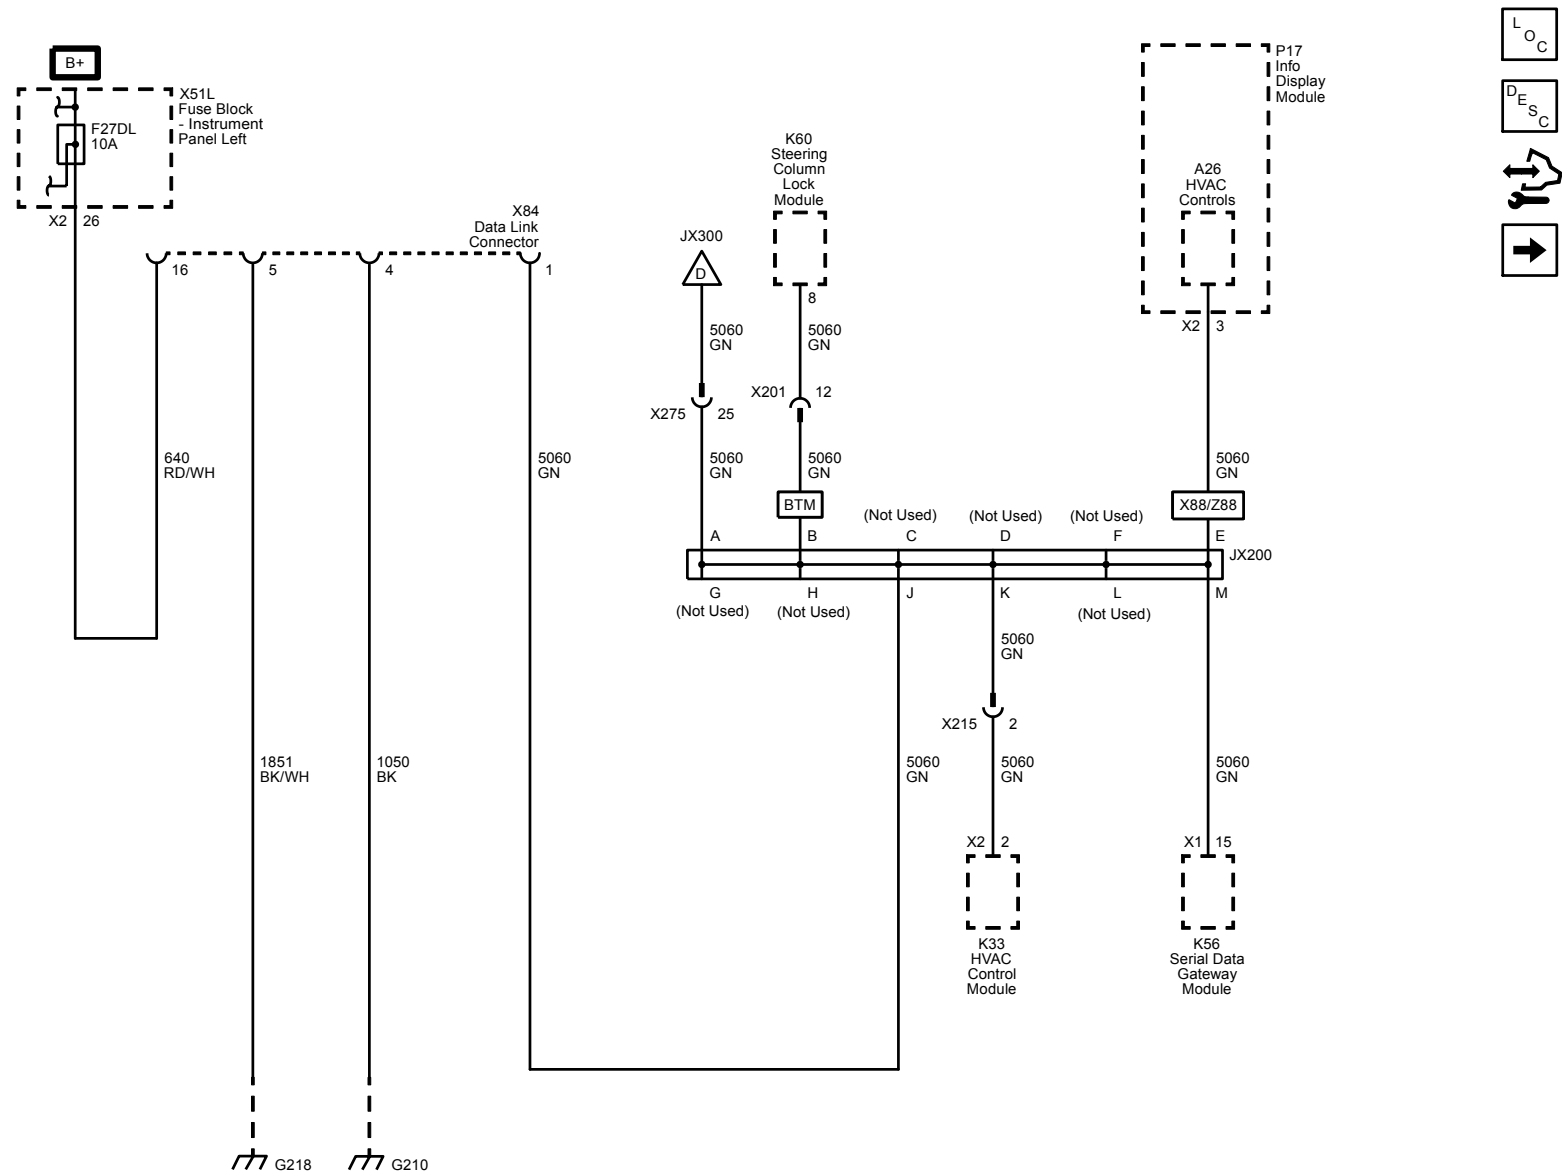 B+
X51L
Fuse Block
- Instrument
Panel Left
F27DL
10A
X2 26
X84
Data Link
Connector
16
5
4
1
640
RD/WH
1851
BK/WH
1050
BK
5060
GN
G218
G210
JX300
D
5060
GN
X275 25
5060
GN
K60
Steering
Column
Lock
Module
8
5060
GN
X201 12
5060
GN
BTM
P17
Info
Display
Module
A26
HVAC
Controls
X2 3
5060
GN
X88/Z88
(Not Used) (Not Used) (Not Used)
A B C D F E
JX200
G H J K L M
(Not Used) (Not Used) (Not Used)
5060
GN
X215 2
5060
GN
5060
GN
5060
GN
X2 2
X1 15
K33
HVAC
Control
Module
K56
Serial Data
Gateway
Module
LOC
DESC